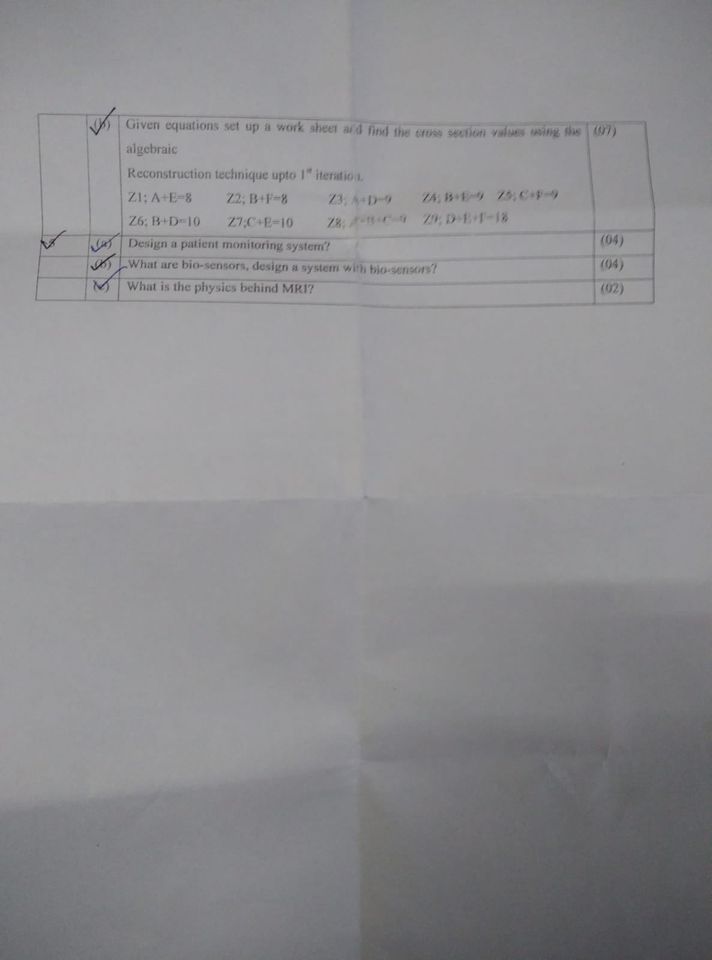 (b) Given equations set up a work sheet and find the cross section values using the (07)
algebraic
Reconstruction technique upto 1st iteration.
Z1; A+E=8 Z2; B+F=8 Z3; A+D=9 Z4; B+E=9 Z5; C+F=9
Z6; B+D=10 Z7;C+E=10 Z8; A+B+C=9 Z9; D+E+F=18
(a) Design a patient monitoring system? (04)
(b) What are bio-sensors, design a system with bio-sensors? (04)
(c) What is the physics behind MRI? (02)